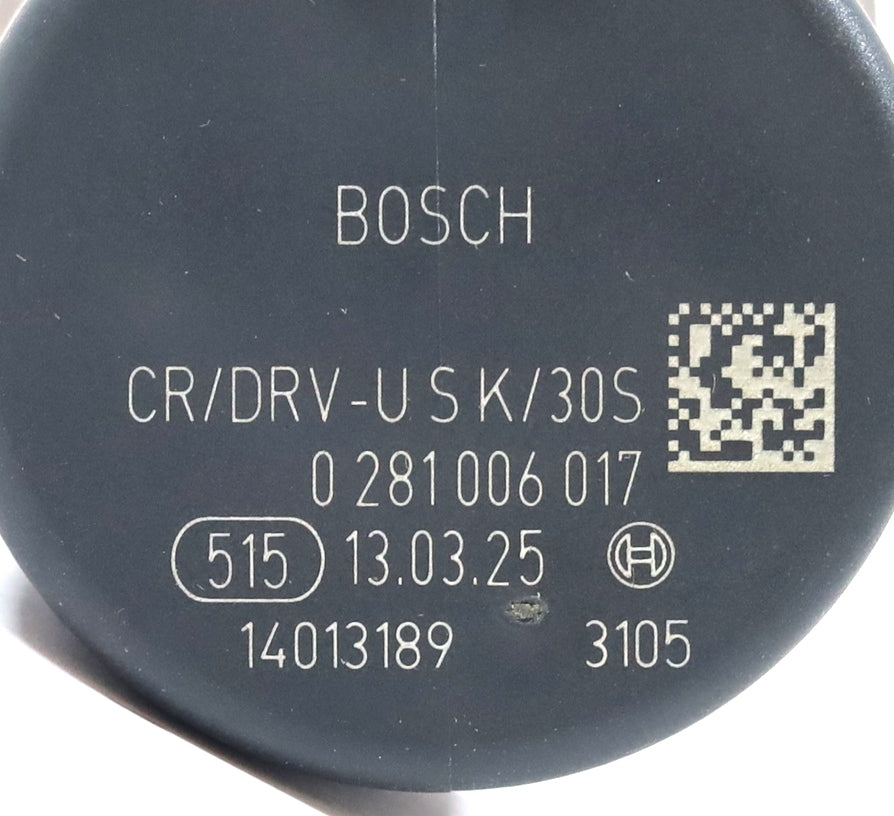 BOSCH
CR/DRV-U S K/30S
0 281 006 017
515 13.03.25
14013189 3105